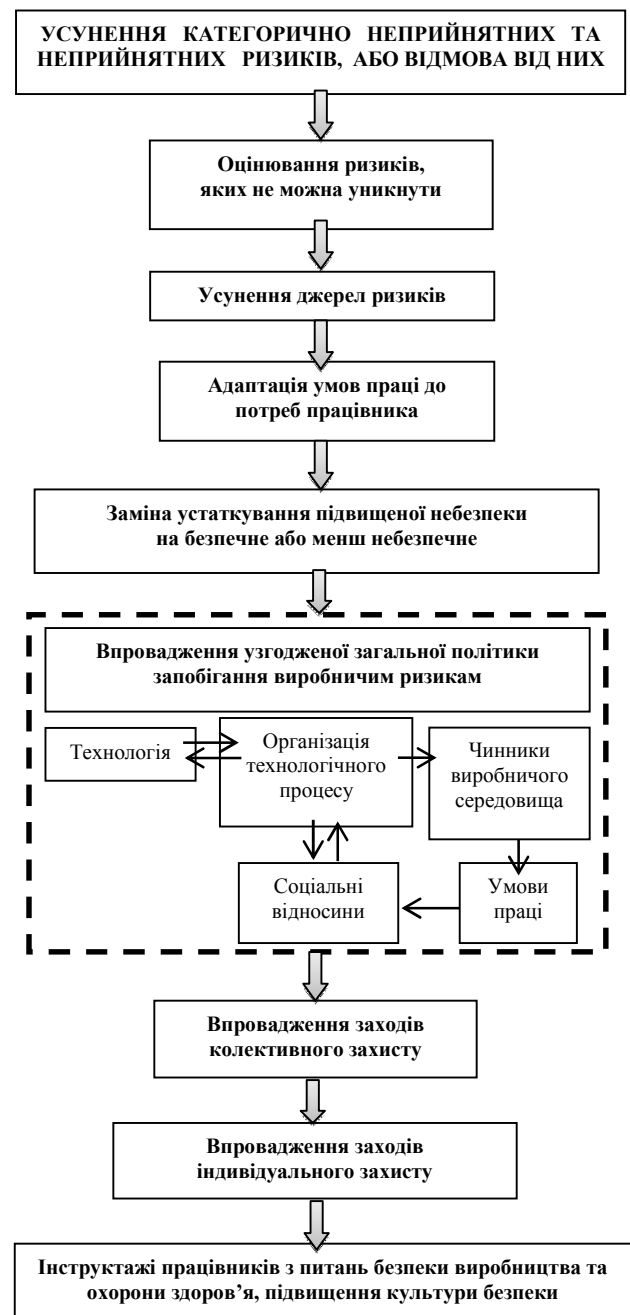 УСУНЕННЯ КАТЕГОРИЧНО НЕПРИЙНЯТНИХ ТА
НЕПРИЙНЯТНИХ РИЗИКІВ, АБО ВІДМОВА ВІД НИХ
Оцінювання ризиків,
яких не можна уникнути
Усунення джерел ризиків
Адаптація умов праці до
потреб працівника
Заміна устаткування підвищеної небезпеки
на безпечне або менш небезпечне
Впровадження узгодженої загальної політики
запобігання виробничим ризикам
Технологія
Організація
технологічного
процесу
Чинники
виробничого
середовища
Соціальні
відносини
Умови
праці
Впровадження заходів
колективного захисту
Впровадження заходів
індивідуального захисту
Інструктажі працівників з питань безпеки виробництва та
охорони здоров’я, підвищення культури безпеки